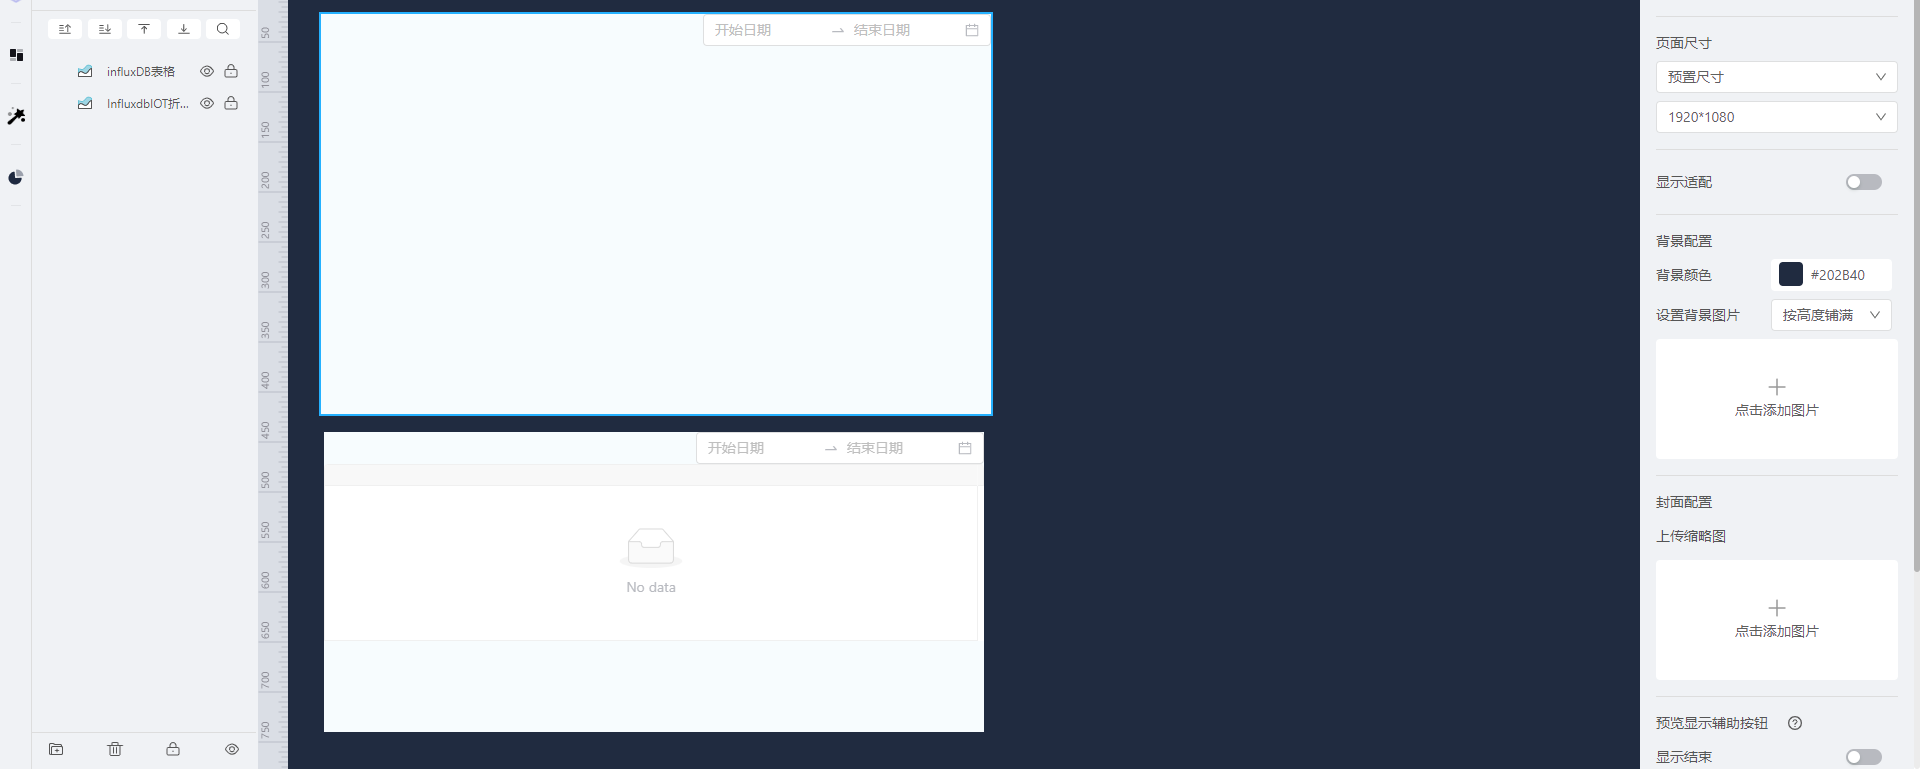 influxDB表格
InfluxdbIOT折...
50
100
150
200
250
300
350
400
450
500
550
600
650
700
750
开始日期
结束日期
开始日期
结束日期
No data
页面尺寸
预置尺寸
1920*1080
显示适配
背景配置
背景颜色
#202B40
设置背景图片
按高度铺满
点击添加图片
封面配置
上传缩略图
点击添加图片
预览显示辅助按钮
显示结束